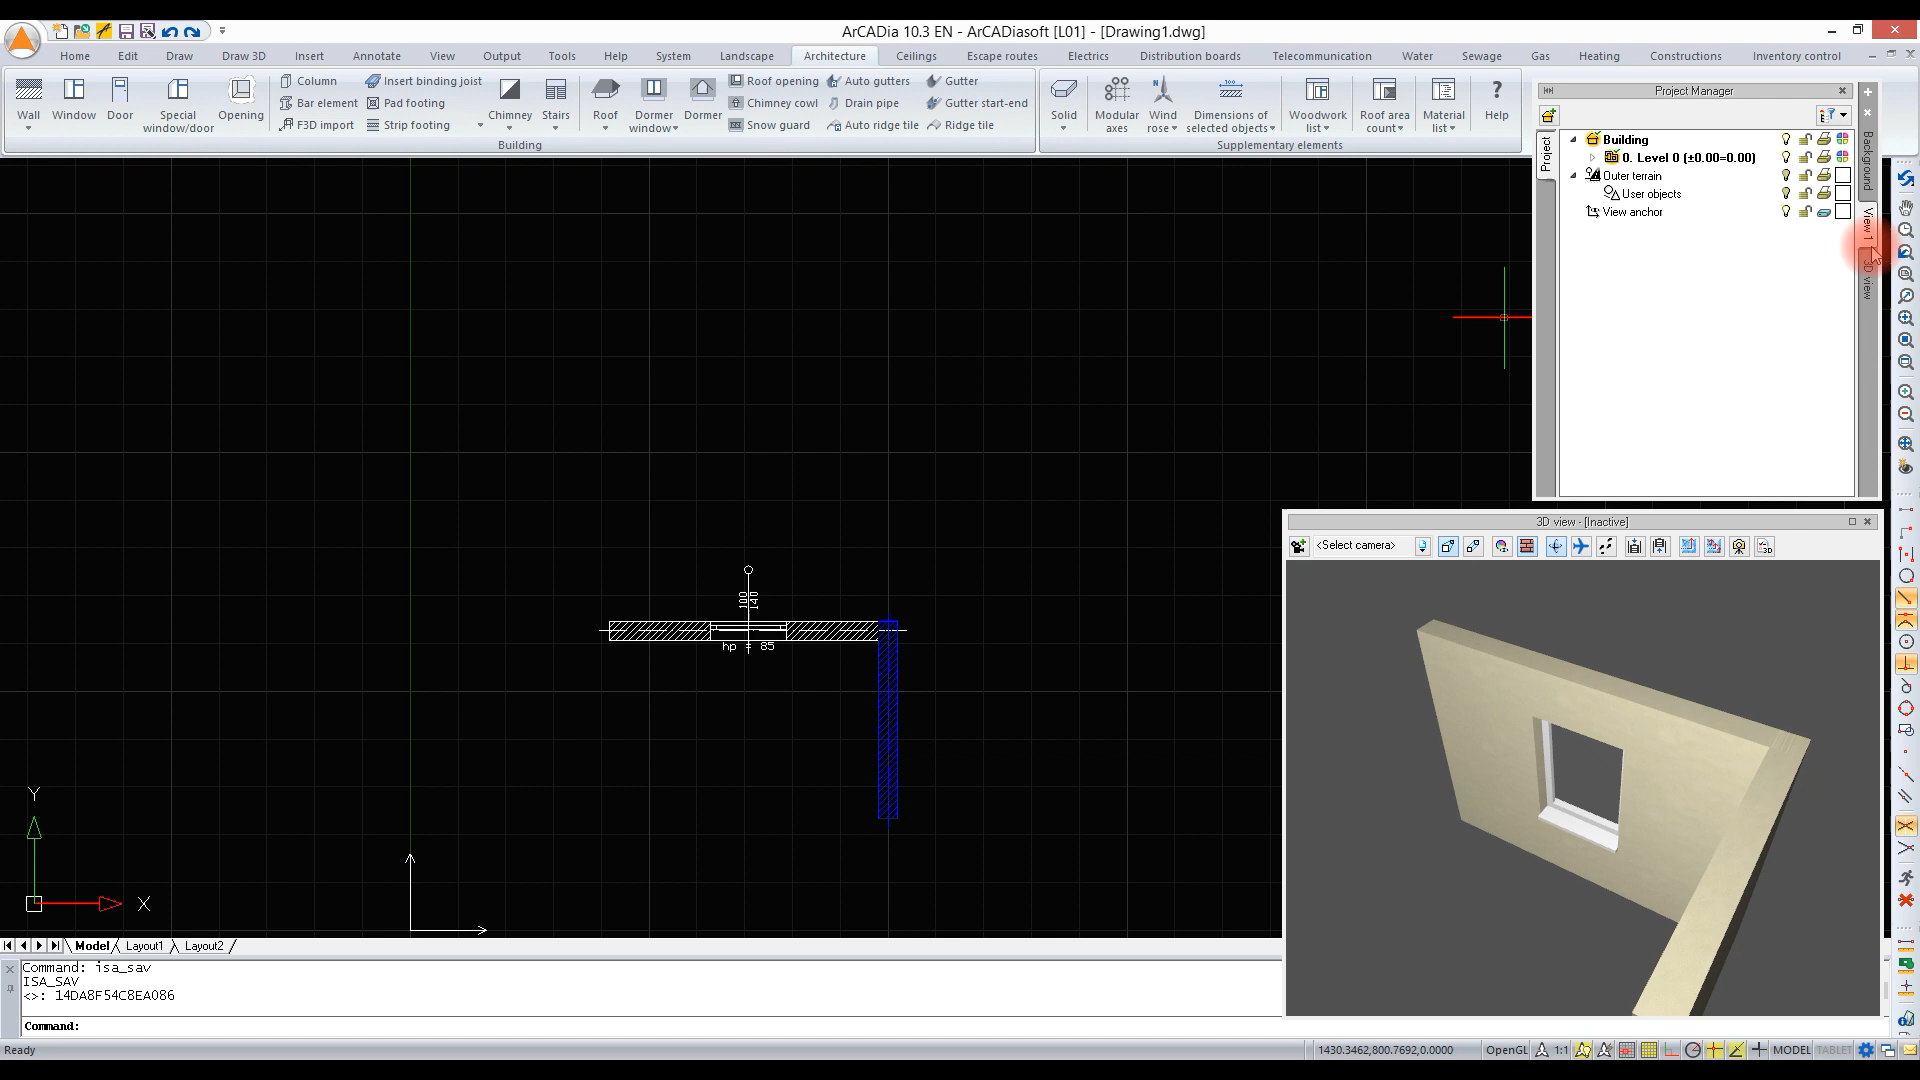 ArCADia 10.3 EN - ArCADiasoft [L01] - [Drawing1.dwg]
Home Edit Draw Draw 3D Insert Annotate View Output Tools Help System Landscape Architecture Ceilings Escape routes Electrics Distribution boards Telecommunication Water Sewage Gas Heating Constructions Inventory control
Wall
Window
Door
Special window/door
Opening
Column
Bar element
F3D import
Insert binding joist
Pad footing
Strip footing
Chimney
Stairs
Roof
Dormer window
Dormer
Roof opening
Chimney cowl
Snow guard
Auto gutters
Drain pipe
Auto ridge tile
Gutter
Gutter start-end
Ridge tile
Building
Solid
Modular axes
Wind rose
Dimensions of selected objects
Woodwork list
Roof area count
Material list
Help
Supplementary elements
Project Manager
Project
Building
0. Level 0 (±0.00=0.00)
Outer terrain
User objects
View anchor
Background
View 1
3D view
100
140
hp = 85
3D view - [Inactive]
<Select camera>
3D
Y
X
Model Layout1 Layout2
Command: isa_sav
ISA_SAV
<>: 14DA8F54C8EA086
Command:
Ready
1430.3462,800.7692,0.0000
OpenGL
1:1
MODEL
TABLET